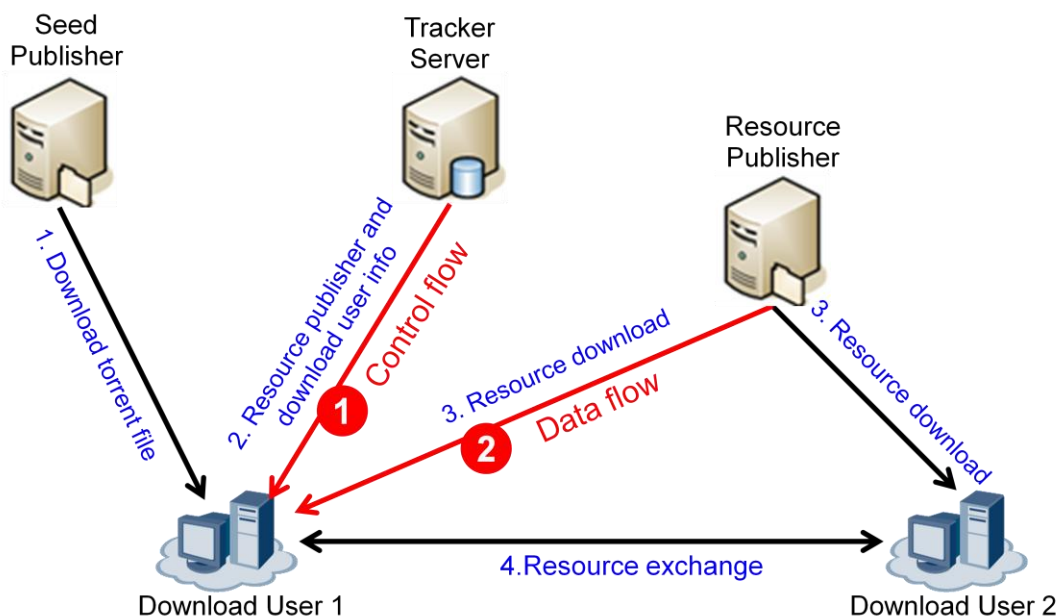 Seed
Publisher
Tracker
Server
Resource
Publisher
1. Download torrent file
2. Resource publisher and
download user info
Control flow
1
3. Resource download
Data flow
2
3. Resource download
4.Resource exchange
Download User 1
Download User 2